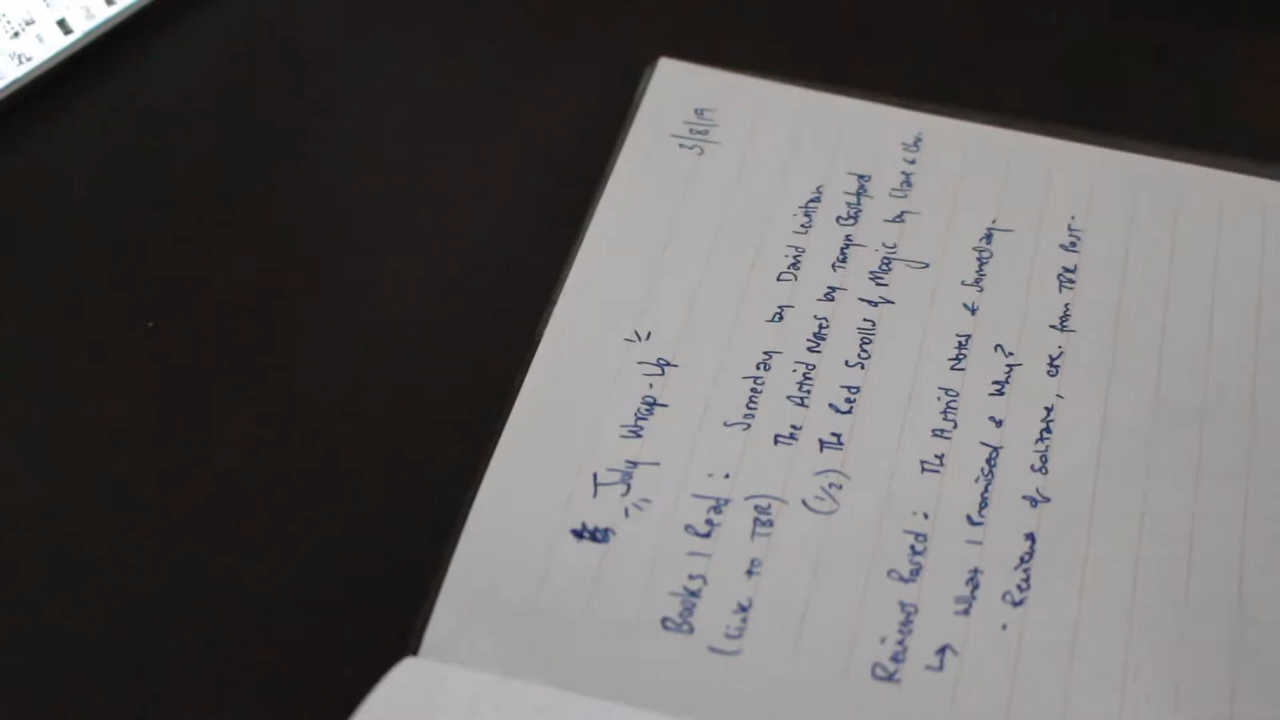 3/8/19
July Wrap-Up
Books I Read : Someday by David Levithan
(Link to TBR) The Astrid Notes by Taryn Bashford
(1/2) The Red Scrolls of Magic by Clare & Chu.
Reviews Posted : The Astrid Notes & Someday.
↳ What I Promised & Why?
• Reviews of Solitaire, etc. from TBR Post.